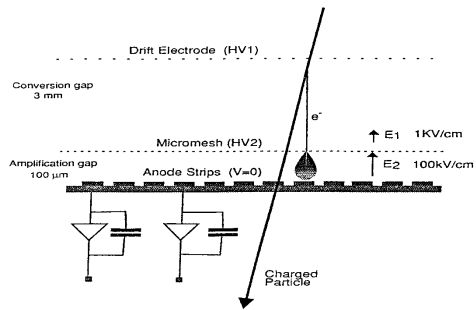 Drift Electrode (HV1)
Conversion gap
3 mm
e-
Micromesh (HV2)
E1 1KV/cm
Amplification gap
100 µm
Anode Strips (V=0)
E2 100kV/cm
Charged
Particle